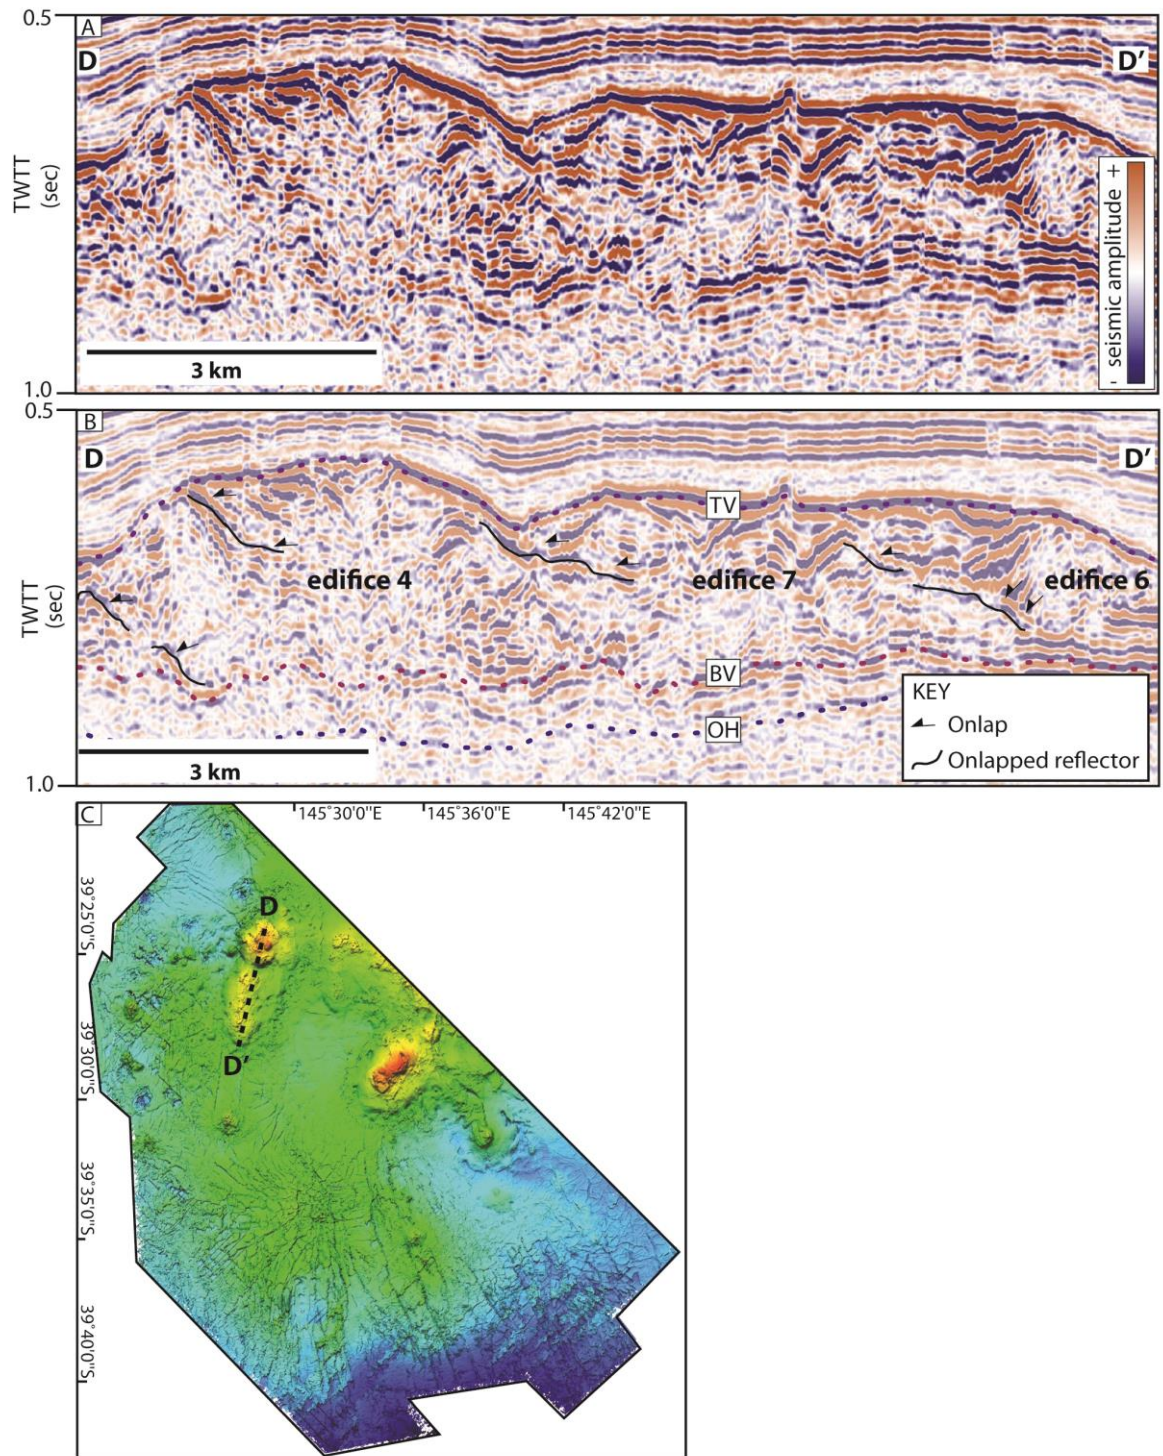 0.5
A
D
D’
TWTT
(sec)
- seismic amplitude +
3 km
1.0
0.5
B
D
D’
TV
edifice 4
edifice 7
edifice 6
TWTT
(sec)
BV
KEY
Onlap
OH
Onlapped reflector
3 km
1.0
C
145°30'0"E
145°36'0"E
145°42'0"E
39°25'0"S
D
39°30'0"S
D’
39°35'0"S
39°40'0"S